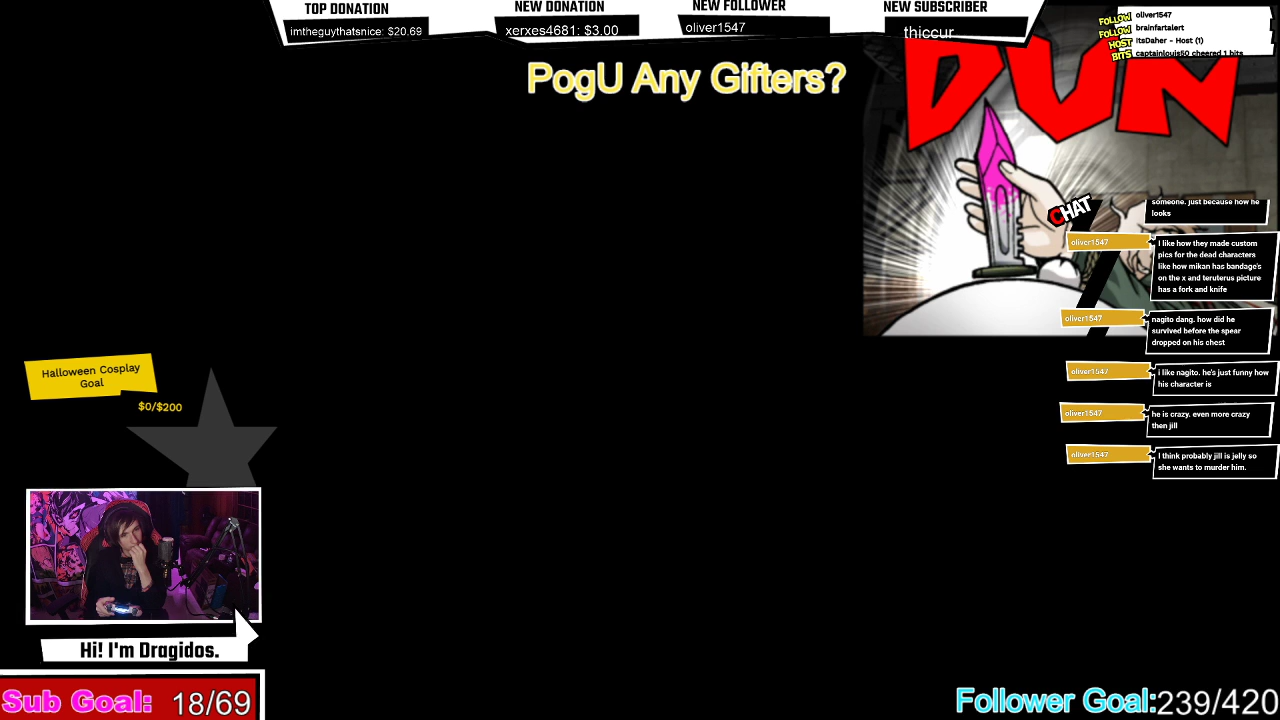 TOP DONATION
imtheguythatsnice: $20.69
NEW DONATION
xerxes4681: $3.00
NEW FOLLOWER
oliver1547
NEW SUBSCRIBER
thiccur
FOLLOW oliver1547
FOLLOW brainfartalert
HOST ItsDaher - Host (1)
BITS captainlouis50 cheered 1 bits
PogU Any Gifters?
DUN
CHAT
someone. just because how he
looks
oliver1547
I like how they made custom
pics for the dead characters
like how mikan has bandage's
on the x and teruterus picture
has a fork and knife
oliver1547
nagito dang. how did he
survived before the spear
dropped on his chest
oliver1547
i like nagito. he's just funny how
his character is
oliver1547
he is crazy. even more crazy
then jill
oliver1547
I think probably jill is jelly so
she wants to murder him.
Halloween Cosplay
Goal
$0/$200
Hi! I'm Dragidos.
Sub Goal: 18/69
Follower Goal:239/420